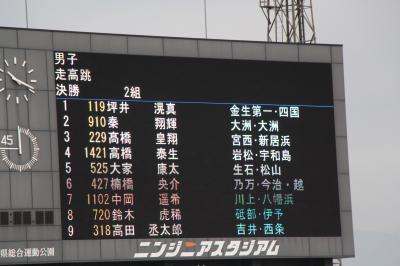 男子
走高跳
決勝 2組
1 119 坪井 滉真 金生第一・四国
2 910 秦 翔輝 大洲・大洲
3 229 高橋 皇翔 宮西・新居浜
4 1421 高橋 泰生 岩松・宇和島
5 525 大家 康太 生石・松山
6 427 楠橋 央介 乃万・今治・越
7 1102 中岡 遥希 川上・八幡浜
8 720 鈴木 虎稀 砥部・伊予
9 318 高田 丞太郎 吉井・西条
45
県総合運動公園
ニンジニアスタジアム